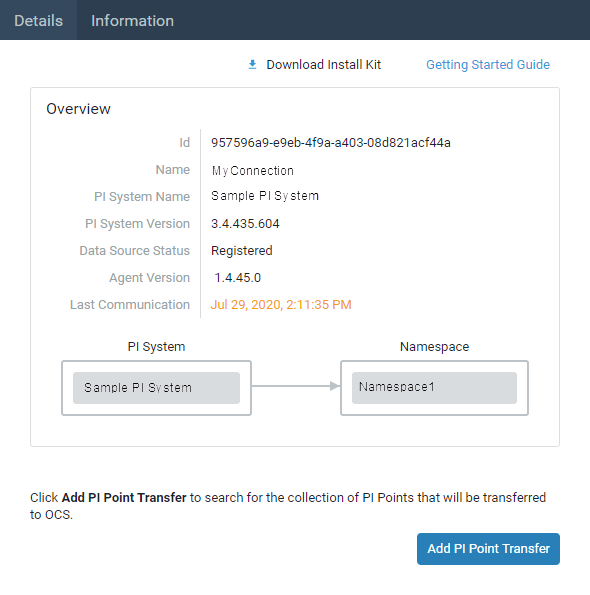 Details Information
Download Install Kit Getting Started Guide
Overview
Id 957596a9-e9eb-4f9a-a403-08d821acf44a
Name MyConnection
PI System Name Sample PI System
PI System Version 3.4.435.604
Data Source Status Registered
Agent Version 1.4.45.0
Last Communication Jul 29, 2020, 2:11:35 PM
PI System Namespace
Sample PI System Namespace1
Click Add PI Point Transfer to search for the collection of PI Points that will be transferred
to OCS.
Add PI Point Transfer